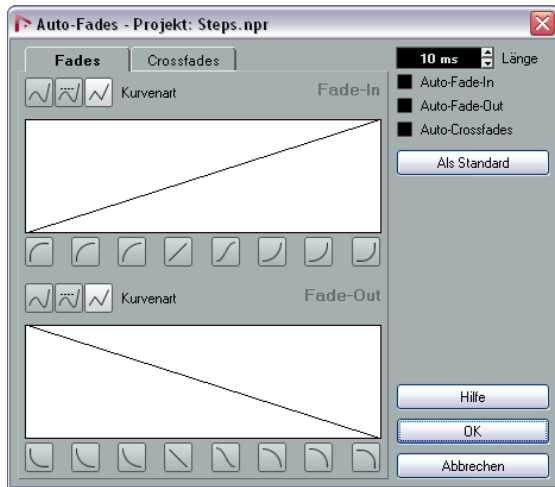 Auto-Fades - Projekt: Steps.npr
Fades
Crossfades
10 ms
Länge
Auto-Fade-In
Auto-Fade-Out
Auto-Crossfades
Als Standard
Kurvenart
Fade-In
Kurvenart
Fade-Out
Hilfe
OK
Abbrechen